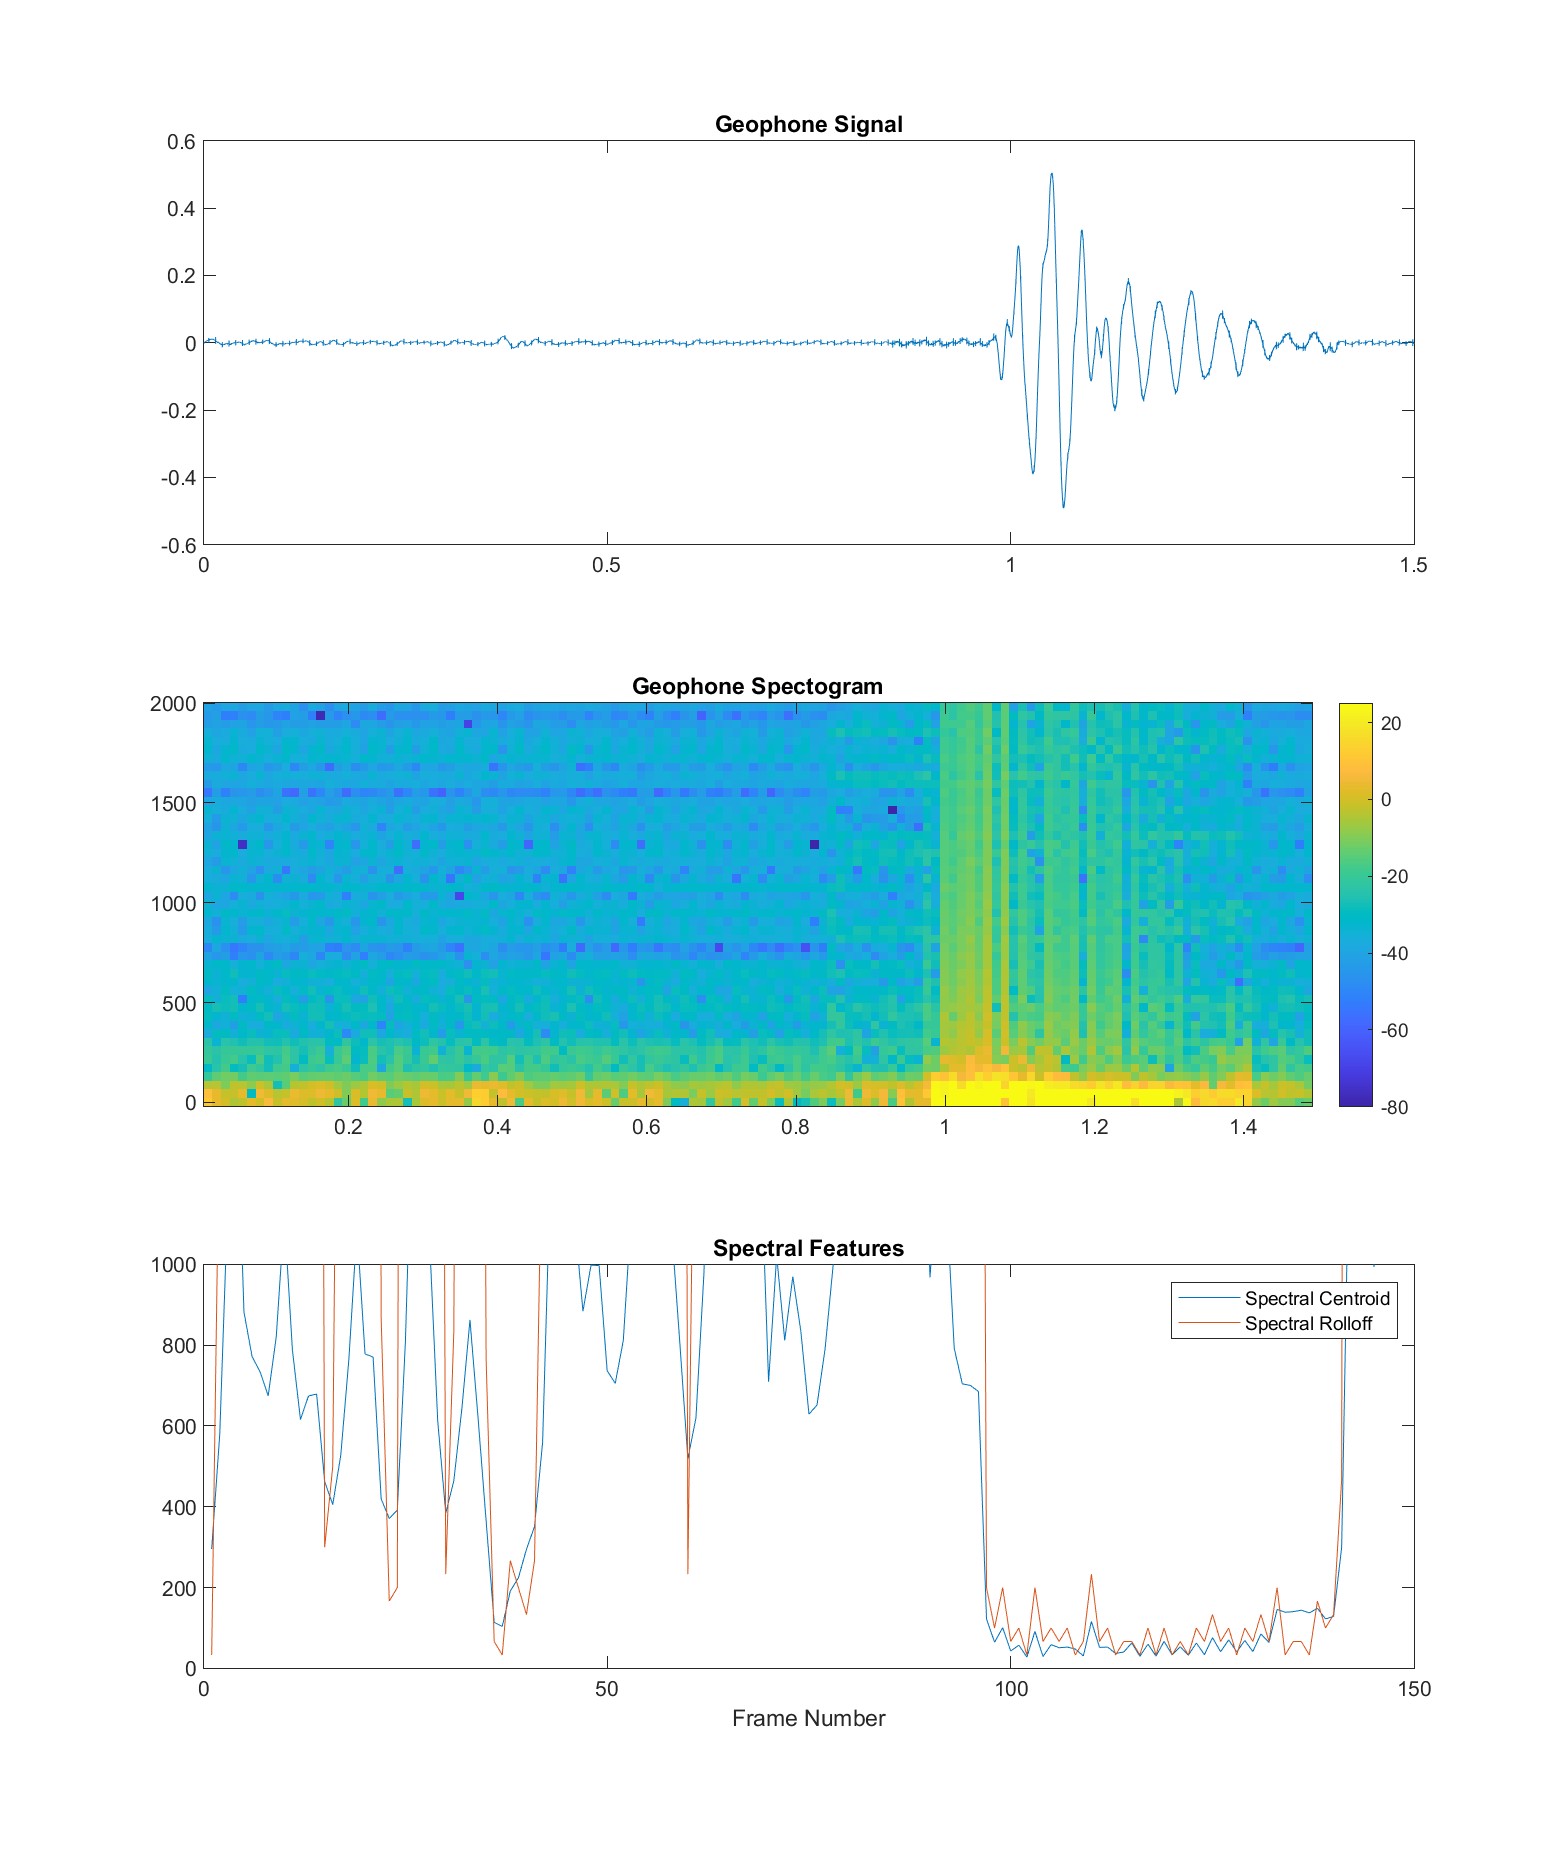 Geophone Signal
0.6
0.4
0.2
0
-0.2
-0.4
-0.6
0 0.5 1 1.5
Geophone Spectogram
2000
1500
1000
500
0
0.2 0.4 0.6 0.8 1 1.2 1.4
20
0
-20
-40
-60
-80
Spectral Features
1000
800
600
400
200
0
0 50 100 150
Spectral Centroid
Spectral Rolloff
Frame Number